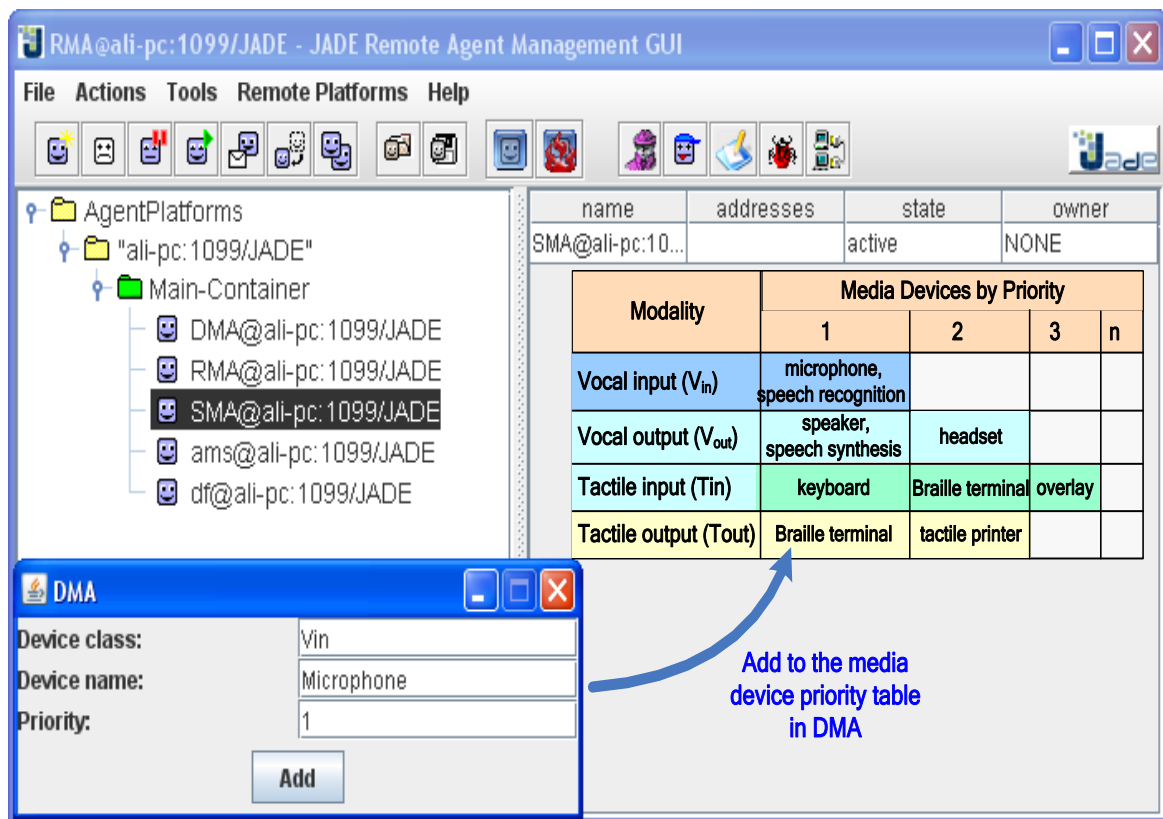 RMA@ali-pc:1099/JADE - JADE Remote Agent Management GUI
File Actions Tools Remote Platforms Help
Jade
AgentPlatforms
"ali-pc:1099/JADE"
Main-Container
DMA@ali-pc:1099/JADE
RMA@ali-pc:1099/JADE
SMA@ali-pc:1099/JADE
ams@ali-pc:1099/JADE
df@ali-pc:1099/JADE
name addresses state owner
SMA@ali-pc:10... active NONE
Modality Media Devices by Priority
1 2 3 n
Vocal input (Vin) microphone,
speech recognition
Vocal output (Vout) speaker,
speech synthesis headset
Tactile input (Tin) keyboard Braille terminal overlay
Tactile output (Tout) Braille terminal tactile printer
DMA
Device class: Vin
Device name: Microphone
Priority: 1
Add
Add to the media
device priority table
in DMA